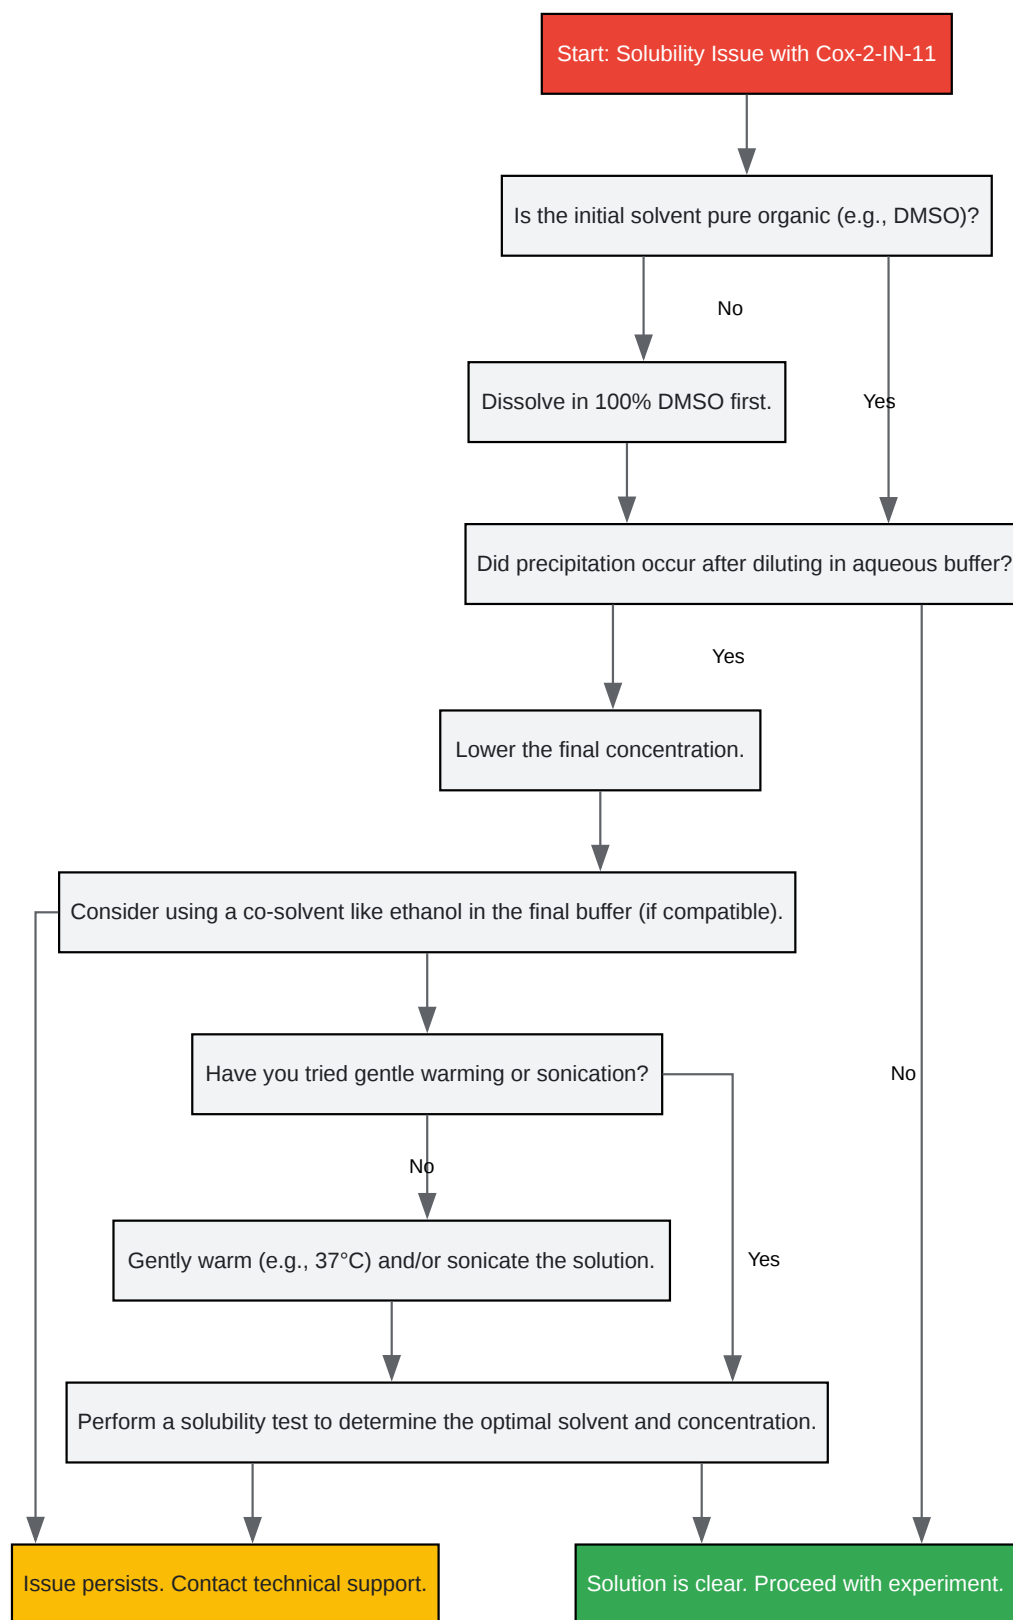 Start: Solubility Issue with Cox-2-IN-11
Is the initial solvent pure organic (e.g., DMSO)?
No
Dissolve in 100% DMSO first.
Yes
Did precipitation occur after diluting in aqueous buffer?
Yes
Lower the final concentration.
Consider using a co-solvent like ethanol in the final buffer (if compatible).
Have you tried gentle warming or sonication?
No
No
Gently warm (e.g., 37°C) and/or sonicate the solution.
Yes
Perform a solubility test to determine the optimal solvent and concentration.
Issue persists. Contact technical support.
Solution is clear. Proceed with experiment.